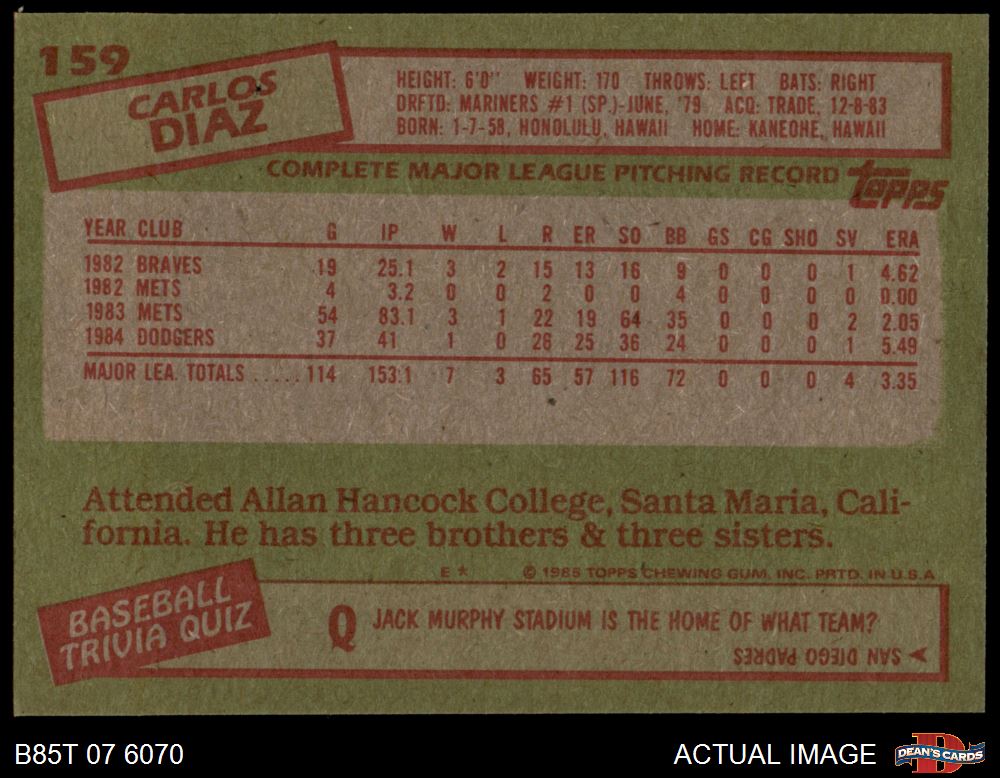 159
CARLOS
DIAZ
HEIGHT: 6'0" WEIGHT: 170 THROWS: LEFT BATS: RIGHT
DRFTD: MARINERS #1 (SP.)-JUNE, '79 ACQ: TRADE, 12-8-83
BORN: 1-7-58, HONOLULU, HAWAII HOME: KANEOHE, HAWAII
COMPLETE MAJOR LEAGUE PITCHING RECORD
topps
YEAR CLUB G IP W L R ER SO BB GS CG SHO SV ERA
1982 BRAVES 19 25.1 3 2 15 13 16 9 0 0 0 1 4.62
1982 METS 4 3.2 0 0 2 0 0 4 0 0 0 0 0.00
1983 METS 54 83.1 3 1 22 19 64 35 0 0 0 2 2.05
1984 DODGERS 37 41 1 0 26 25 36 24 0 0 0 1 5.49
MAJOR LEA. TOTALS ..... 114 153.1 7 3 65 57 116 72 0 0 0 4 3.35
Attended Allan Hancock College, Santa Maria, Cali-
fornia. He has three brothers & three sisters.
E* © 1985 TOPPS CHEWING GUM, INC. PRTD. IN U.S.A
BASEBALL
TRIVIA QUIZ
Q JACK MURPHY STADIUM IS THE HOME OF WHAT TEAM?
SAN DIEGO PADRES
B85T 07 6070
ACTUAL IMAGE
DEAN'S CARDS